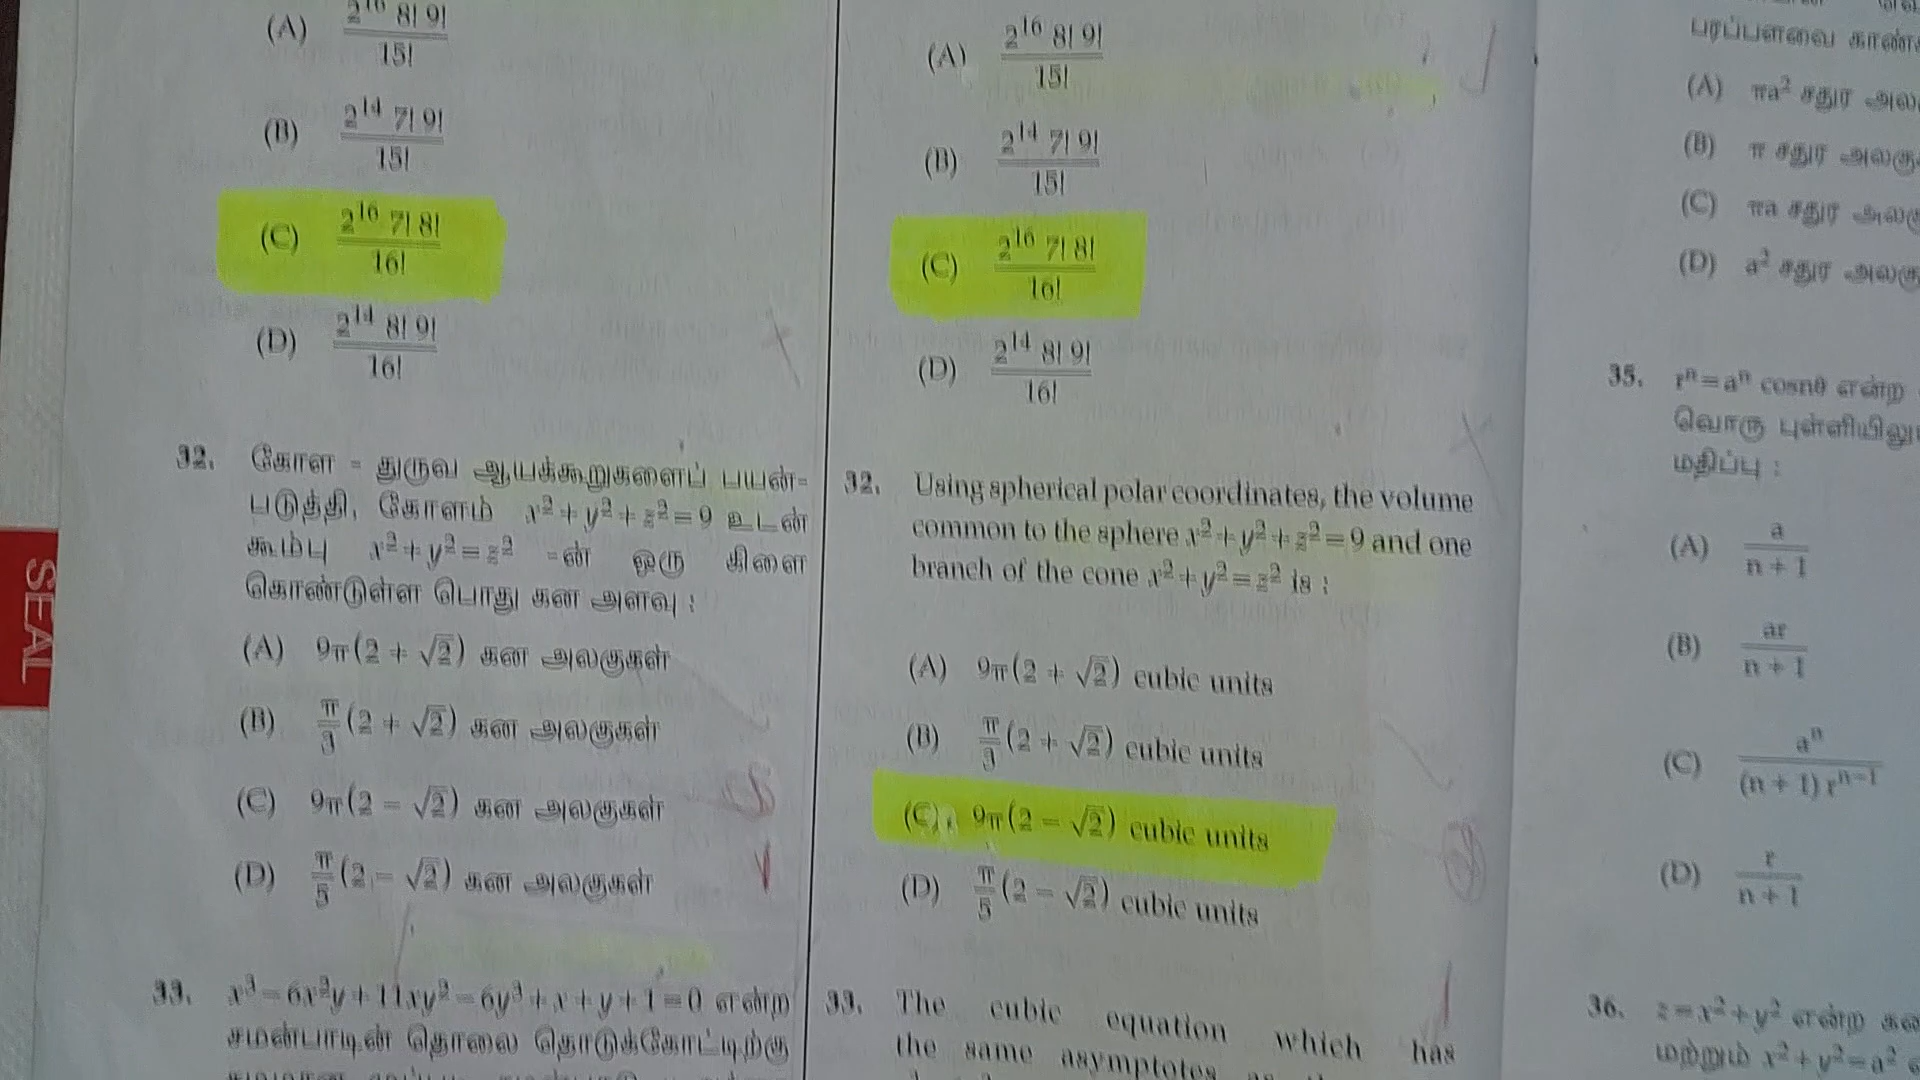 (A) 2^16 8! 9! / 15!
(B) 2^14 7! 9! / 15!
(C) 2^16 7! 8! / 16!
(D) 2^14 8! 9! / 16!
32. கோள - துருவ ஆயக்கூறுகளைப் பயன்-
படுத்தி, கோளம் x²+y²+z²=9 உடன்
கூம்பு x²+y²=z² -ன் ஒரு கிளை
கொண்டுள்ள பொது கன அளவு :
(A) 9π(2 + √2) கன அலகுகள்
(B) π/3 (2 + √2) கன அலகுகள்
(C) 9π(2 - √2) கன அலகுகள்
(D) π/5 (2 - √2) கன அலகுகள்
33. x³-6x²y+11xy²-6y³+x+y+1=0 என்ற
சமன்பாடின் தொலை தொடுக்கோட்டிற்கு
(A) 2^16 8! 9! / 15!
(B) 2^14 7! 9! / 15!
(C) 2^16 7! 8! / 16!
(D) 2^14 8! 9! / 16!
32. Using spherical polar coordinates, the volume
common to the sphere x²+y²+z²=9 and one
branch of the cone x²+y²=z² is :
(A) 9π(2 + √2) cubic units
(B) π/3 (2 + √2) cubic units
(C) 9π(2 - √2) cubic units
(D) π/5 (2 - √2) cubic units
33. The cubic equation which has
the same asymptotes
பரப்பளவை
(A) πa² சதுர
(B) π சதுர
(C) πa சதுர
(D) a² சதுர
35. rⁿ=aⁿ cosnθ என்ற
மதிப்பு :
(A) a / n+1
(B) ar / n+1
(C) aⁿ / (n+1) rⁿ⁻¹
(D) r / n+1
36. z=x²+y² என்ற
மற்றும் x²+y²=a²
SEAL